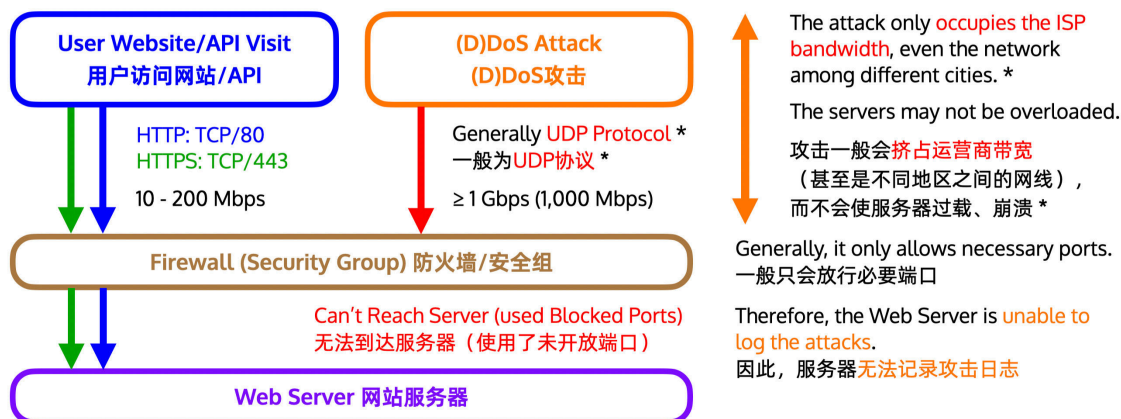 User Website/API Visit
用户访问网站/API
(D)DoS Attack
(D)DoS攻击
HTTP: TCP/80
HTTPS: TCP/443
10 - 200 Mbps
Generally UDP Protocol *
一般为UDP协议 *
≥ 1 Gbps (1,000 Mbps)
Firewall (Security Group) 防火墙/安全组
Can't Reach Server (used Blocked Ports)
无法到达服务器（使用了未开放端口）
Web Server 网站服务器
The attack only occupies the ISP
bandwidth, even the network
among different cities. *
The servers may not be overloaded.
攻击一般会挤占运营商带宽
（甚至是不同地区之间的网线），
而不会使服务器过载、崩溃 *
Generally, it only allows necessary ports.
一般只会放行必要端口
Therefore, the Web Server is unable to
log the attacks.
因此，服务器无法记录攻击日志